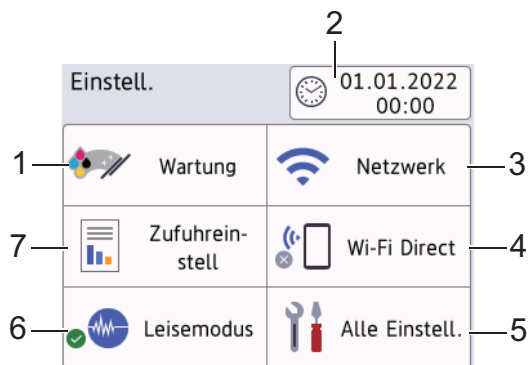 2
Einstell.
01.01.2022
00:00
1
Wartung
Netzwerk
3
7
Zufuhrein-
stell
Wi-Fi Direct
4
6
Leisemodus
Alle Einstell.
5